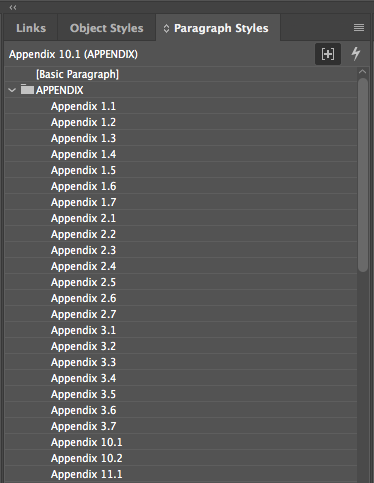 Links Object Styles Paragraph Styles
Appendix 10.1 (APPENDIX)
[Basic Paragraph]
APPENDIX
Appendix 1.1
Appendix 1.2
Appendix 1.3
Appendix 1.4
Appendix 1.5
Appendix 1.6
Appendix 1.7
Appendix 2.1
Appendix 2.2
Appendix 2.3
Appendix 2.4
Appendix 2.5
Appendix 2.6
Appendix 2.7
Appendix 3.1
Appendix 3.2
Appendix 3.3
Appendix 3.4
Appendix 3.5
Appendix 3.6
Appendix 3.7
Appendix 10.1
Appendix 10.2
Appendix 11.1